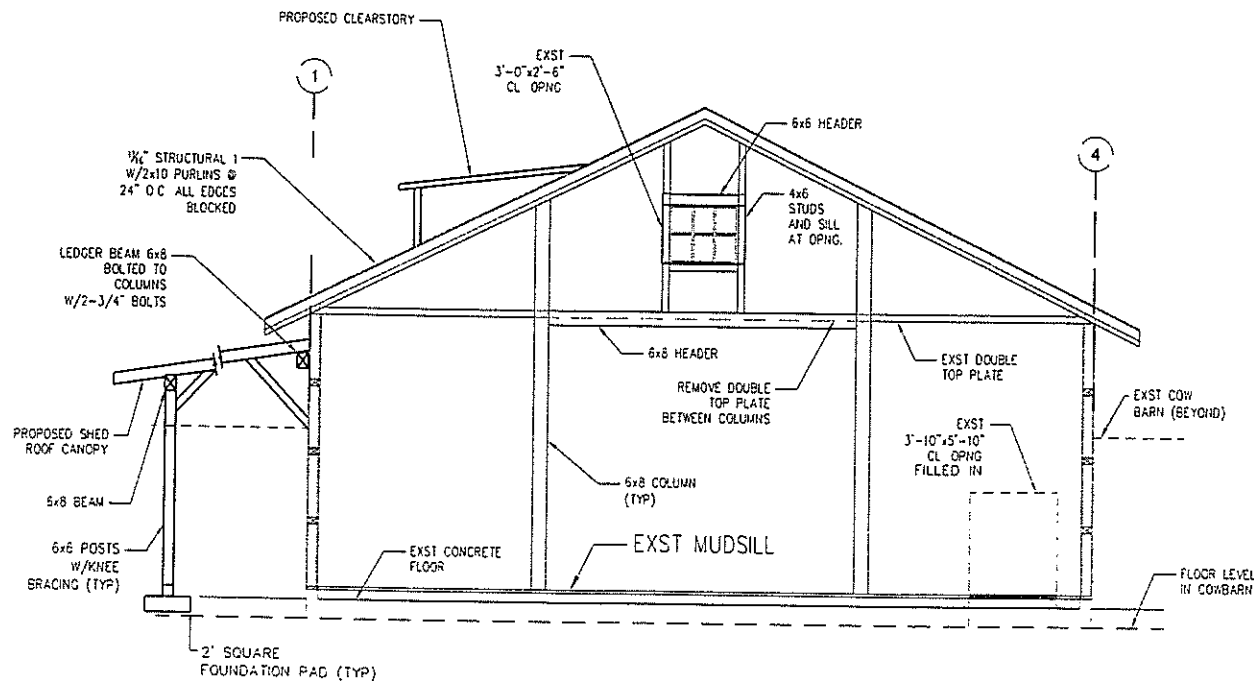 PROPOSED CLEARSTORY
EXST
3'-0"x2'-6"
CL OPNG
1
6x6 HEADER
4
STRUCTURAL 1
W/2x10 PURLINS @
24" O.C ALL EDGES
BLOCKED
4x6
STUDS
AND SILL
AT OPNG.
LEDGER BEAM 6x8
BOLTED TO
COLUMNS
W/2-3/4" BOLTS
6x8 HEADER
EXST DOUBLE
TOP PLATE
REMOVE DOUBLE
TOP PLATE
BETWEEN COLUMNS
EXST COW
BARN (BEYOND)
PROPOSED SHED
ROOF CANOPY
EXST
3'-10"x5'-10"
CL OPNG
FILLED IN
6x8 BEAM
6x8 COLUMN
(TYP)
6x6 POSTS
W/KNEE
BRACING (TYP)
EXST CONCRETE
FLOOR
EXST MUDSILL
FLOOR LEVEL
IN COWBARN
2' SQUARE
FOUNDATION PAD (TYP)